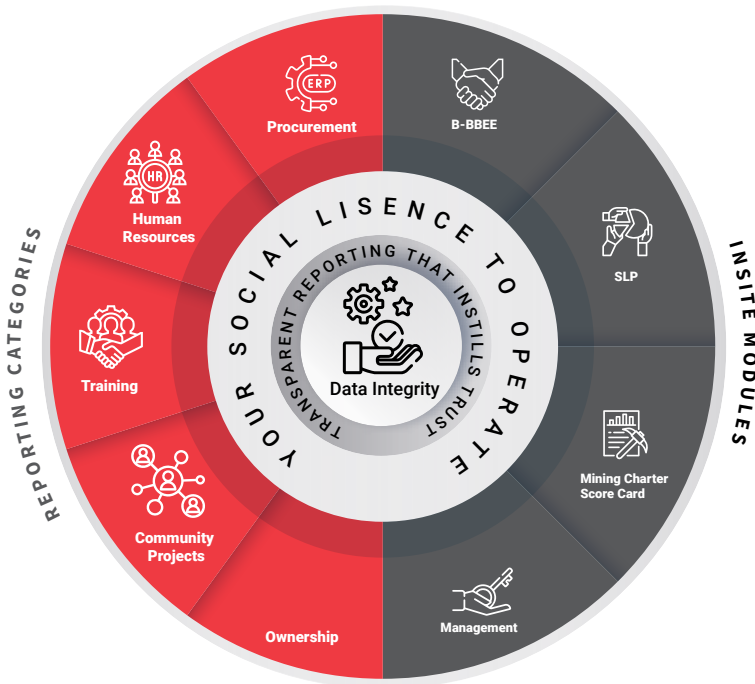 REPORTING CATEGORIES
INSITE MODULES
ERP
Procurement
HR
Human
Resources
Training
Community
Projects
Ownership
B-BBEE
SLP
Mining Charter
Score Card
Management
YOUR SOCIAL LISENCE TO OPERATE
TRANSPARENT REPORTING THAT INSTILLS TRUST
Data Integrity